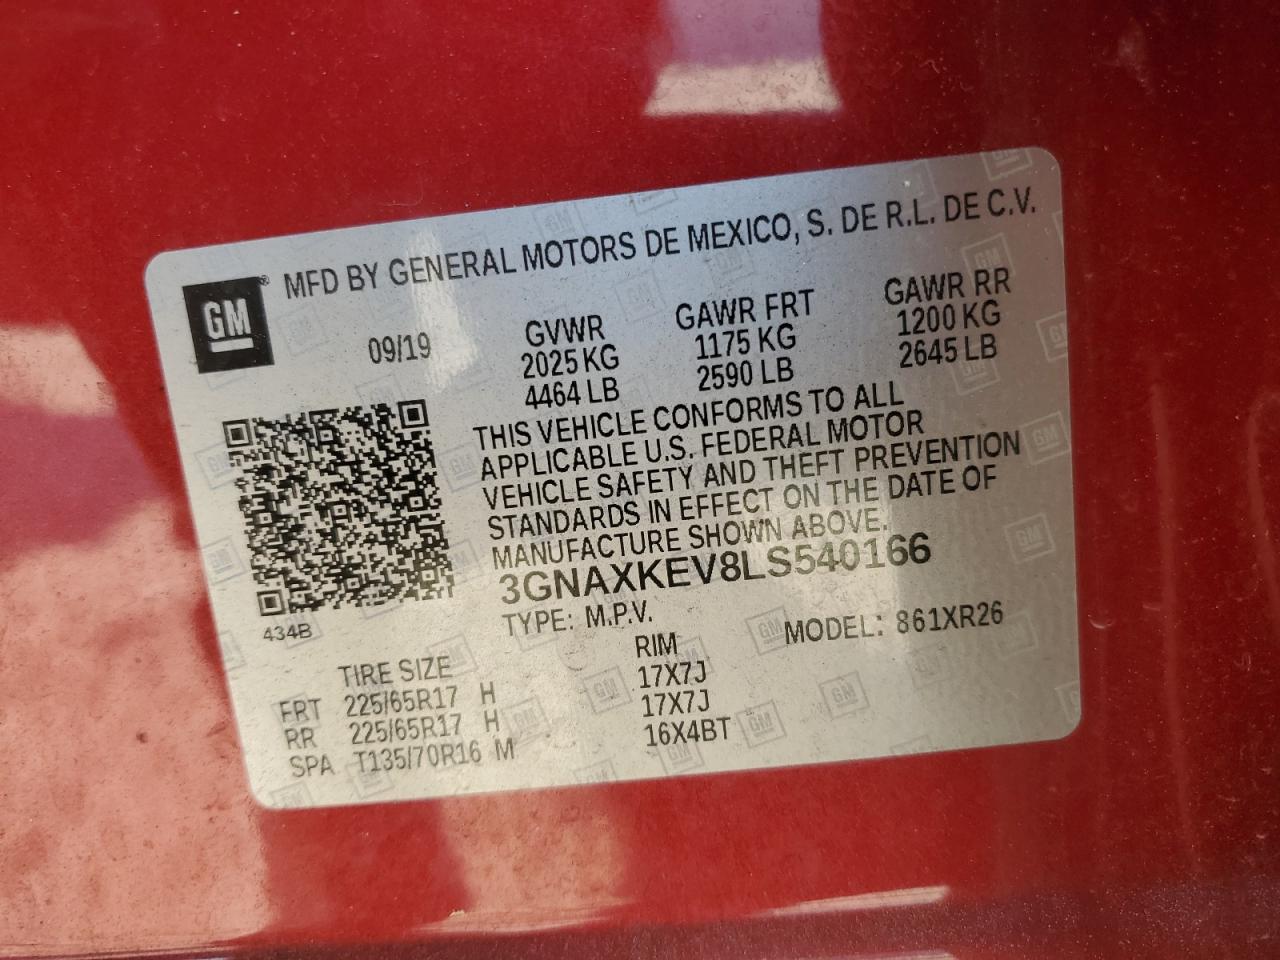 GM® MFD BY GENERAL MOTORS DE MEXICO, S. DE R.L. DE C.V.
09/19 GVWR GAWR FRT GAWR RR
2025 KG 1175 KG 1200 KG
4464 LB 2590 LB 2645 LB
THIS VEHICLE CONFORMS TO ALL
APPLICABLE U.S. FEDERAL MOTOR
VEHICLE SAFETY AND THEFT PREVENTION
STANDARDS IN EFFECT ON THE DATE OF
MANUFACTURE SHOWN ABOVE.
3GNAXKEV8LS540166
434B
TYPE: M.P.V. MODEL: 861XR26
TIRE SIZE RIM
FRT 225/65R17 H 17X7J
RR 225/65R17 H 17X7J
SPA T135/70R16 M 16X4BT